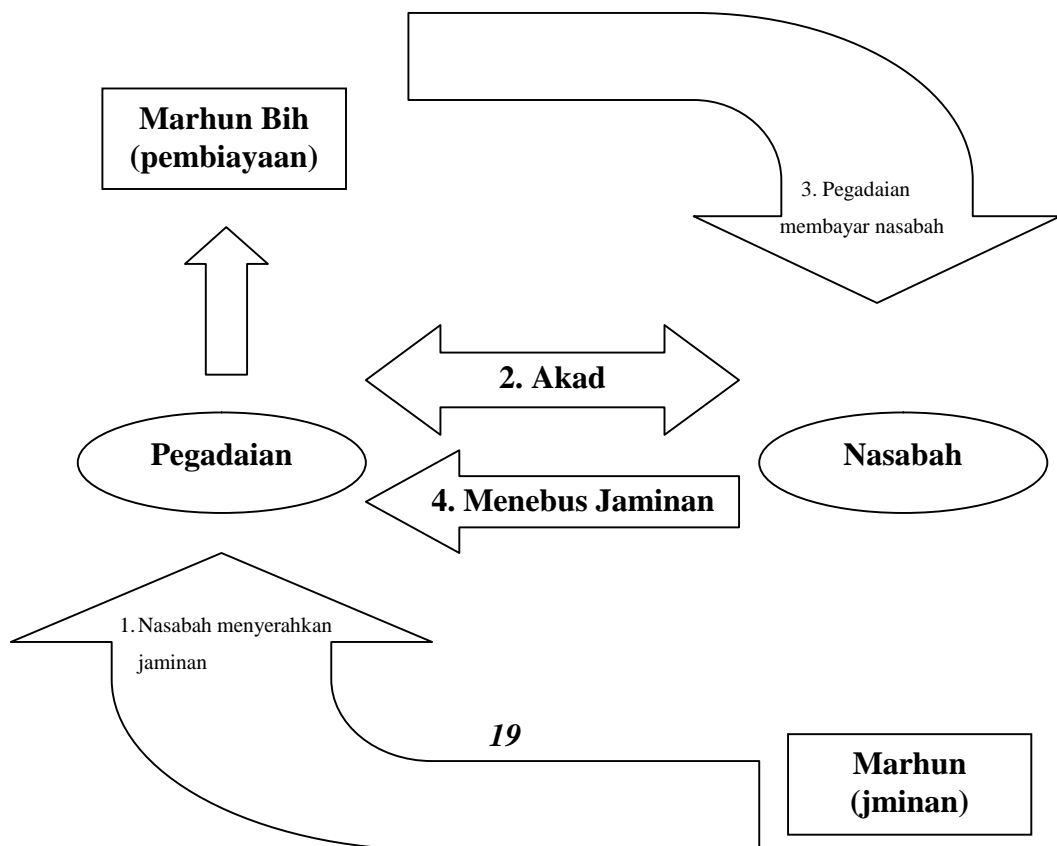 Marhun Bih
(pembiayaan)
3. Pegadaian
membayar nasabah
2. Akad
Pegadaian
Nasabah
4. Menebus Jaminan
1. Nasabah menyerahkan
jaminan
19
Marhun
(jminan)